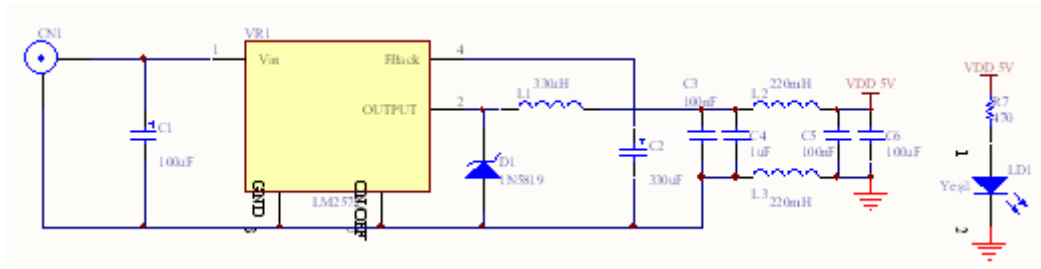 CN1
VR1
1
Vin
FBack
4
OUTPUT
2
GND
ON/OFF
C1
100uF
330uH
L1
D1
1N5819
C2
330uF
C3
100nF
C4
1uF
L2
220mH
L3
220mH
C5
100nF
C6
100uF
VDD 5V
VDD 5V
R7
470
1
Yeşil
LD1
2